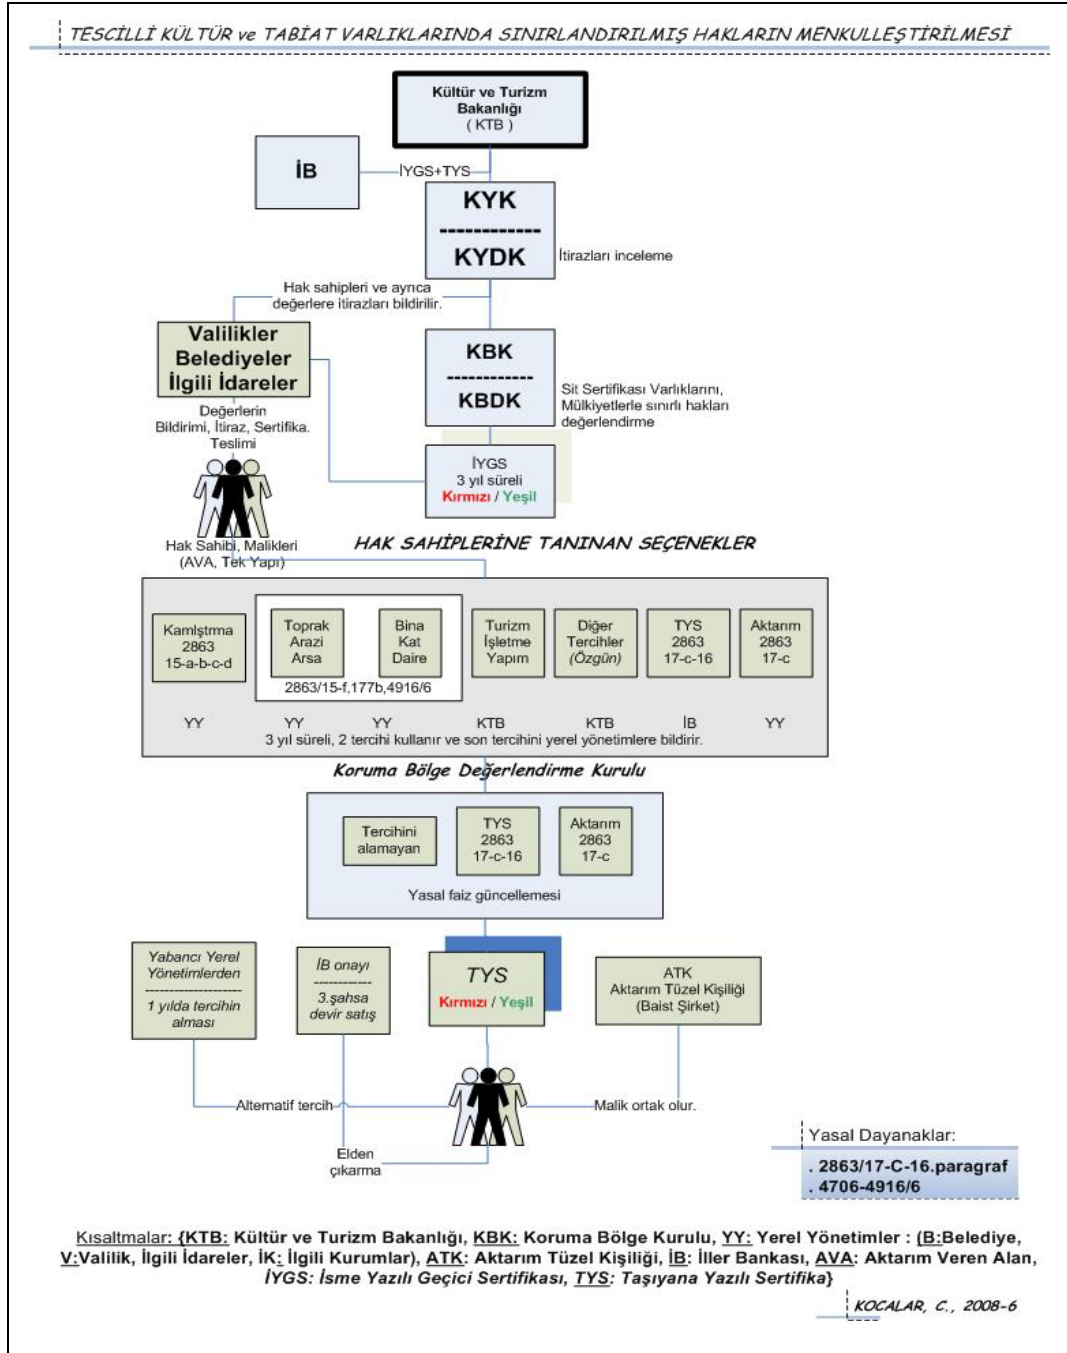 TESCİLLİ KÜLTÜR ve TABİAT VARLIKLARINDA SINIRLANDIRILMIŞ HAKLARIN MENKULLEŞTİRİLMESİ
Kültür ve Turizm
Bakanlığı
( KTB )
İB
İYGS+TYS
KYK
------------
KYDK
İtirazları inceleme
Hak sahipleri ve ayrıca
değerlere itirazları bildirilir.
Valilikler
Belediyeler
İlgili İdareler
KBK
------------
KBDK
Sit Sertifikası Varlıklarını,
Mülkiyetlerle sınırlı hakları
değerlendirme
Değerlerin
Bildirimi, İtiraz, Sertifika.
Teslimi
İYGS
3 yıl süreli
Kırmızı / Yeşil
Hak Sahibi, Malikleri
(AVA, Tek Yapı)
HAK SAHİPLERİNE TANINAN SEÇENEKLER
Kamlştrma
2863
15-a-b-c-d
Toprak
Arazi
Arsa
Bina
Kat
Daire
2863/15-f,177b,4916/6
Turizm
İşletme
Yapım
Diğer
Tercihler
(Özgün)
TYS
2863
17-c-16
Aktarım
2863
17-c
YY YY YY KTB KTB İB YY
3 yıl süreli, 2 tercihi kullanır ve son tercihini yerel yönetimlere bildirir.
Koruma Bölge Değerlendirme Kurulu
Tercihini
alamayan
TYS
2863
17-c-16
Aktarım
2863
17-c
Yasal faiz güncellemesi
Yabancı Yerel
Yönetimlerden
--------------------
1 yılda tercihin
alması
İB onayı
------------
3.şahsa
devir satış
TYS
Kırmızı / Yeşil
ATK
Aktarım Tüzel Kişiliği
(Baist Şirket)
Alternatif tercih
Malik ortak olur.
Elden
çıkarma
Yasal Dayanaklar:
. 2863/17-C-16.paragraf
. 4706-4916/6
Kısaltmalar: {KTB: Kültür ve Turizm Bakanlığı, KBK: Koruma Bölge Kurulu, YY: Yerel Yönetimler : (B:Belediye,
V:Valilik, İlgili İdareler, İK: İlgili Kurumlar), ATK: Aktarım Tüzel Kişiliği, İB: İller Bankası, AVA: Aktarım Veren Alan,
İYGS: İsme Yazılı Geçici Sertifikası, TYS: Taşıyana Yazılı Sertifika}
KOCALAR, C., 2008-6